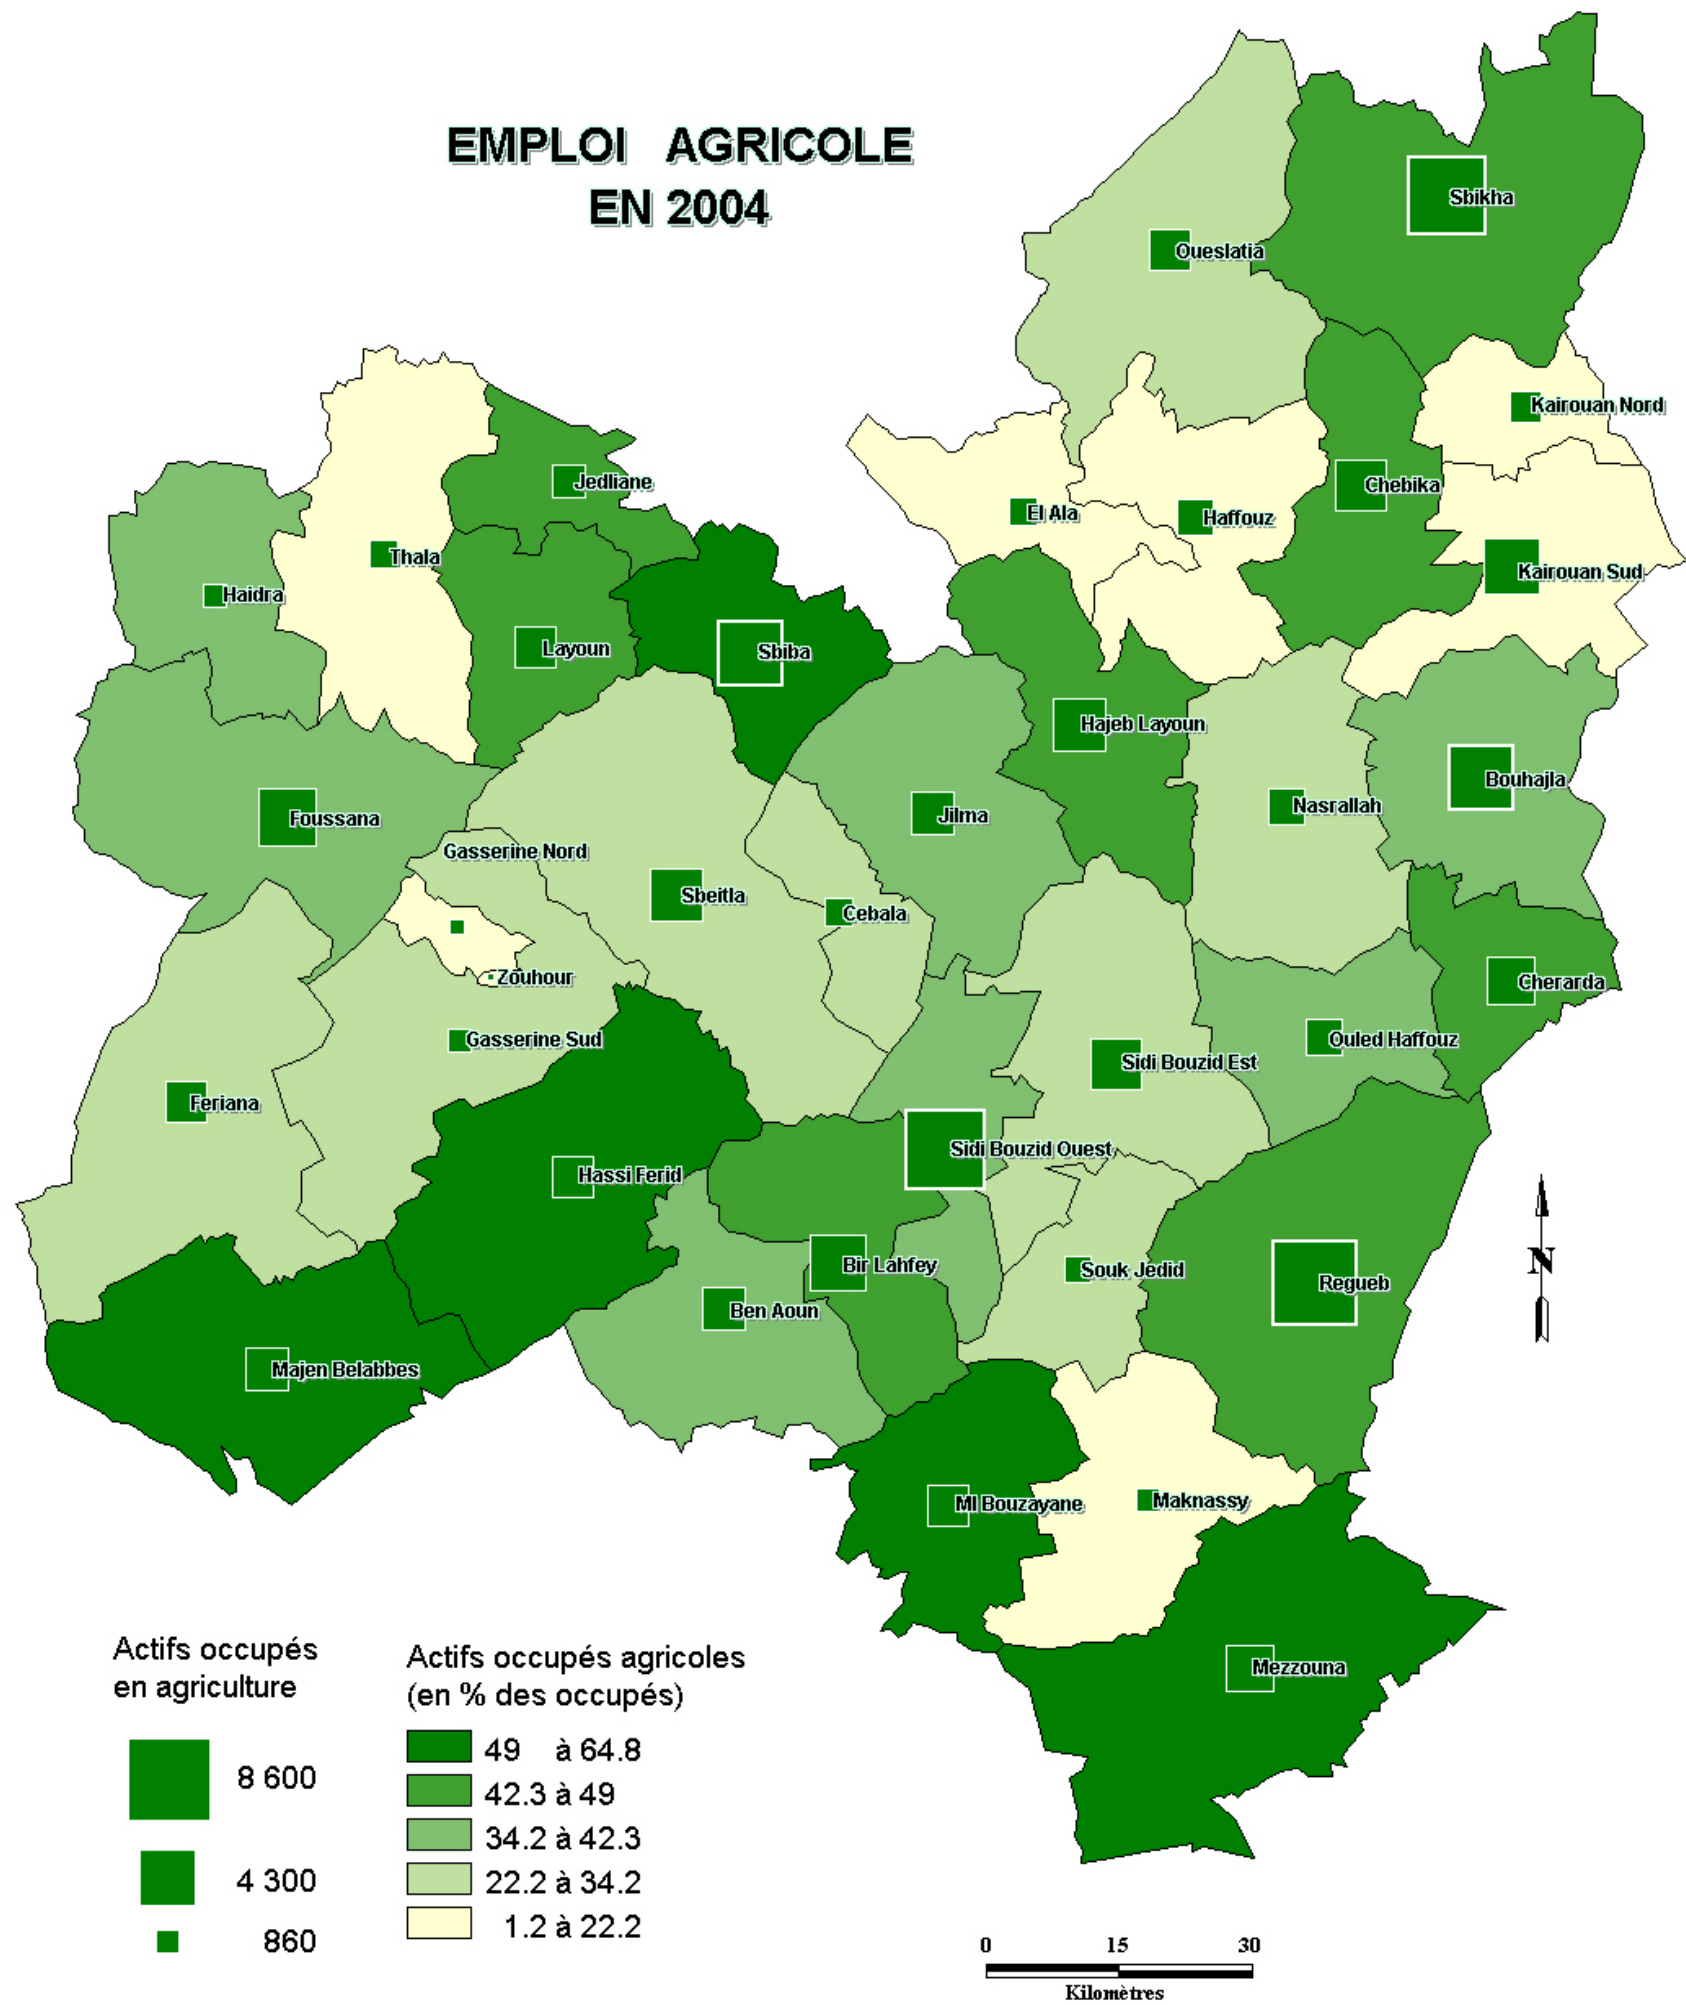 EMPLOI AGRICOLE
EN 2004
Sbikha
Oueslatia
Kairouan Nord
Jedliane
Chebika
El Ala
Haffouz
Thala
Kairouan Sud
Haidra
Layoun
Sbiba
Hajeb Layoun
Bouhajla
Nasrallah
Jilma
Foussana
Gasserine Nord
Sbeitla
Cebala
Zouhour
Cherarda
Gasserine Sud
Ouled Haffouz
Sidi Bouzid Est
Feriana
Sidi Bouzid Ouest
Hassi Ferid
Bir Lahfey
Souk Jedid
Regueb
N
Ben Aoun
Majen Belabbes
Ml Bouzayane
Maknassy
Mezzouna
Actifs occupés
en agriculture
8 600
4 300
860
Actifs occupés agricoles
(en % des occupés)
49 à 64.8
42.3 à 49
34.2 à 42.3
22.2 à 34.2
1.2 à 22.2
0 15 30
Kilomètres